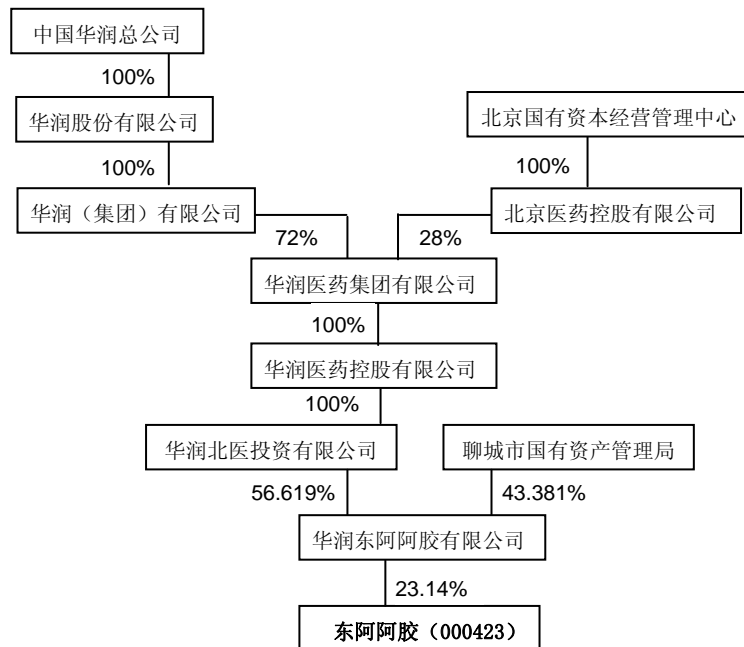 中国华润总公司
100%
华润股份有限公司
北京国有资本经营管理中心
100%
100%
华润（集团）有限公司
北京医药控股有限公司
72%
28%
华润医药集团有限公司
100%
华润医药控股有限公司
100%
华润北医投资有限公司
聊城市国有资产管理局
56.619%
43.381%
华润东阿阿胶有限公司
23.14%
东阿阿胶（000423）